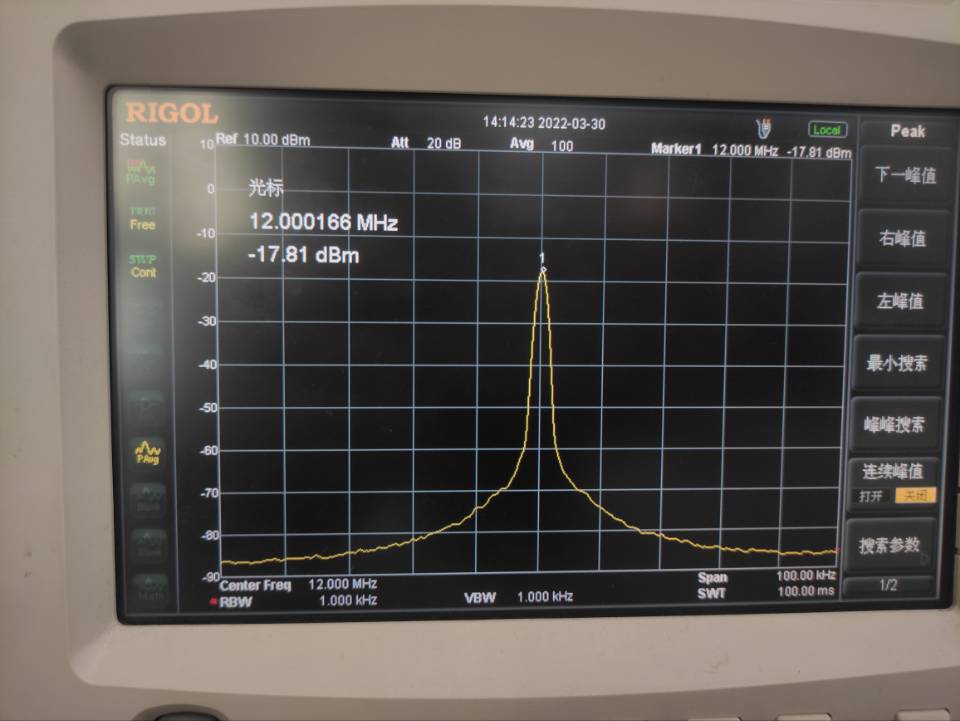 RIGOL
14:14:23 2022-03-30
Local
Status
Ref 10.00 dBm
Att 20 dB
Avg 100
Marker1 12.000 MHz -17.81 dBm
Peak
PAvg
TRIG
Free
SWP
Cont
PAvg
10
0
-10
-20
-30
-40
-50
-60
-70
-80
-90
光标
12.000166 MHz
-17.81 dBm
1
下一峰值
右峰值
左峰值
最小搜索
峰峰搜索
连续峰值
打开 关闭
搜索参数
1/2
Center Freq 12.000 MHz
Span 100.00 kHz
RBW 1.000 kHz
VBW 1.000 kHz
SWT 100.00 ms